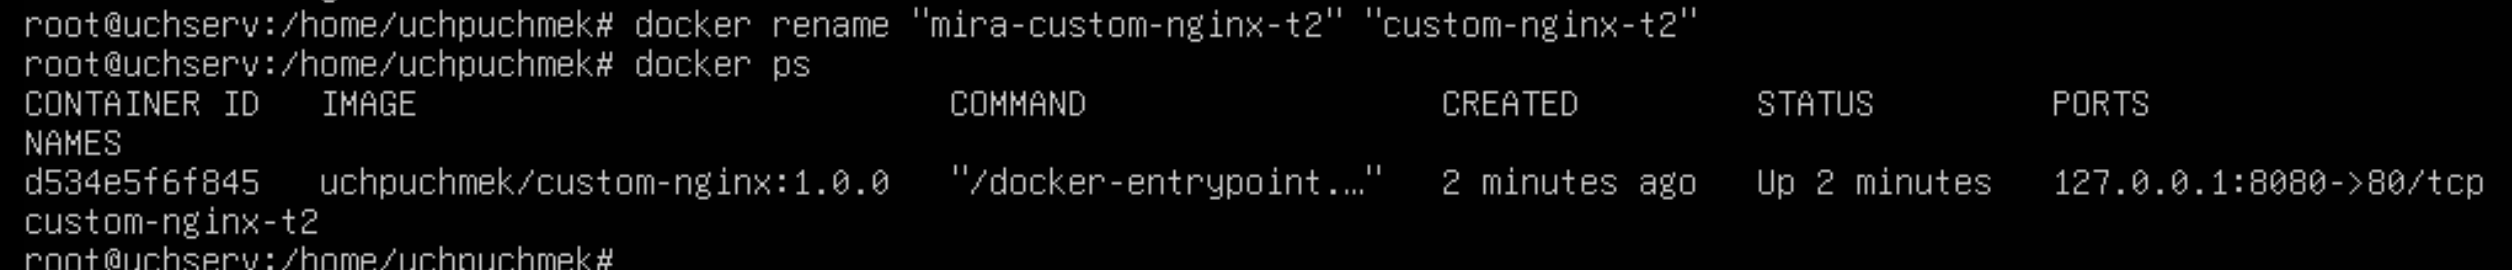 root@uchserv:/home/uchpuchmek# docker rename "mira-custom-nginx-t2" "custom-nginx-t2"
root@uchserv:/home/uchpuchmek# docker ps
CONTAINER ID   IMAGE                        COMMAND                  CREATED         STATUS         PORTS
NAMES
d534e5f6f845   uchpuchmek/custom-nginx:1.0.0   "/docker-entrypoint.…"   2 minutes ago   Up 2 minutes   127.0.0.1:8080->80/tcp
custom-nginx-t2
root@uchserv:/home/uchpuchmek#